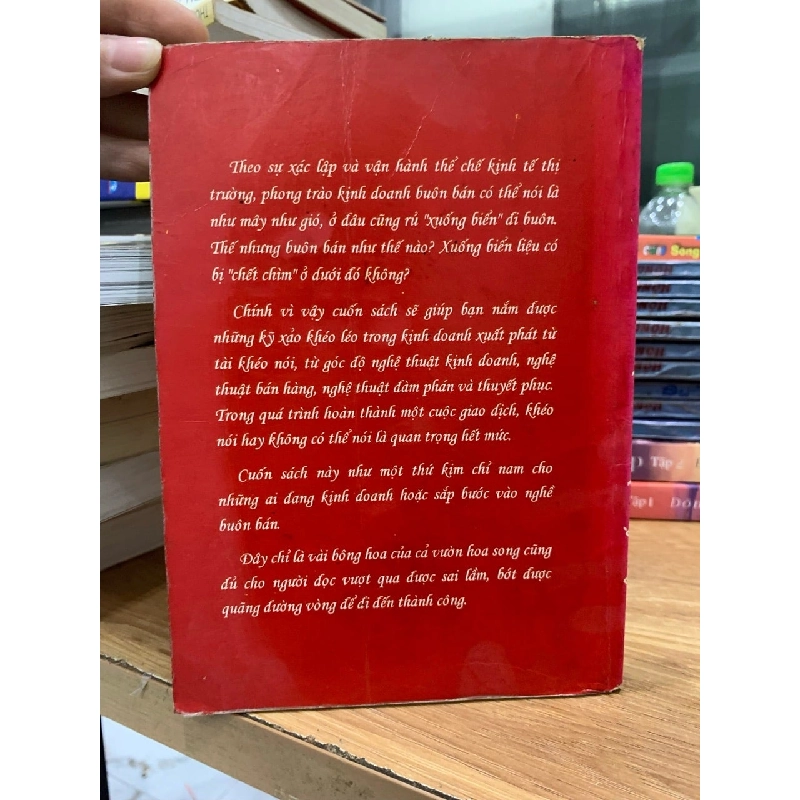 Theo sự xác lập và vận hành thể chế kinh tế thị
trường, phong trào kinh doanh buôn bán có thể nói là
như mây như gió, ở đâu cũng rủ "xuống biển" đi buôn.
Thế nhưng buôn bán như thế nào? Xuống biển liệu có
bị "chết chìm" ở dưới đó không?
Chính vì vậy cuốn sách sẽ giúp bạn nắm được
những kỹ xảo khéo léo trong kinh doanh xuất phát từ
tài khéo nói, từ góc độ nghệ thuật kinh doanh, nghệ
thuật bán hàng, nghệ thuật đàm phán và thuyết phục.
Trong quá trình hoàn thành một cuộc giao dịch, khéo
nói hay không có thể nói là quan trọng hết mức.
Cuốn sách này như một thứ kim chỉ nam cho
những ai đang kinh doanh hoặc sắp bước vào nghề
buôn bán.
Đây chỉ là vài bông hoa của cả vườn hoa song cũng
đủ cho người đọc vượt qua được sai lầm, bớt được
quãng đường vòng để đi đến thành công.
Song
Tập 2
Tập 1